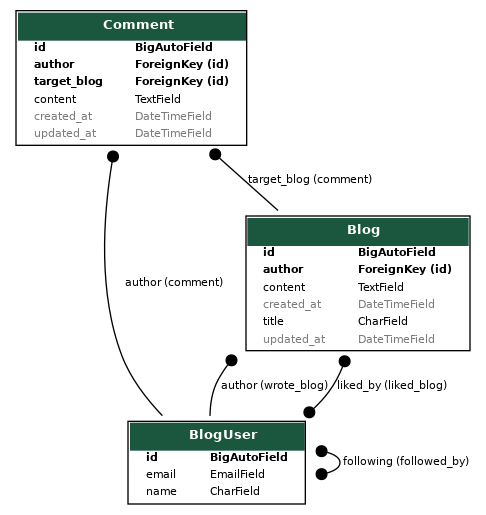 Comment
id BigAutoField
author ForeignKey (id)
target_blog ForeignKey (id)
content TextField
created_at DateTimeField
updated_at DateTimeField
target_blog (comment)
Blog
id BigAutoField
author ForeignKey (id)
content TextField
created_at DateTimeField
title CharField
updated_at DateTimeField
author (comment)
author (wrote_blog)
liked_by (liked_blog)
BlogUser
id BigAutoField
email EmailField
name CharField
following (followed_by)